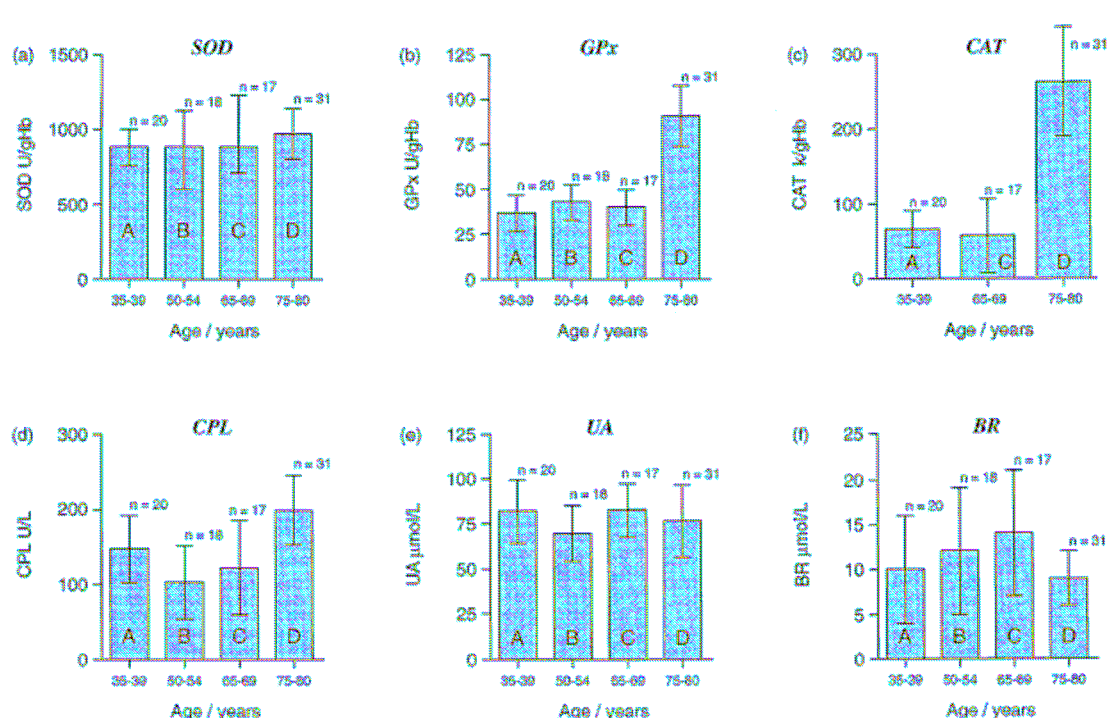 (a)
SOD
SOD U/gHb
1500
1000
500
0
n = 20
n = 18
n = 17
n = 31
A
B
C
D
35-39
50-54
65-69
75-80
Age / years
(b)
GPx
GPx U/gHb
125
100
75
50
25
0
n = 20
n = 18
n = 17
n = 31
A
B
C
D
35-39
50-54
65-69
75-80
Age / years
(c)
CAT
CAT k/gHb
300
200
100
0
n = 20
n = 17
n = 31
A
C
D
35-39
65-69
75-80
Age / years
(d)
CPL
CPL U/L
300
200
100
0
n = 20
n = 18
n = 17
n = 31
A
B
C
D
35-39
50-54
65-69
75-80
Age / years
(e)
UA
UA µmol/L
125
100
75
50
25
0
n = 20
n = 18
n = 17
n = 31
A
B
C
D
35-39
50-54
65-69
75-80
Age / years
(f)
BR
BR µmol/L
25
20
15
10
5
0
n = 20
n = 18
n = 17
n = 31
A
B
C
D
35-39
50-54
65-69
75-80
Age / years